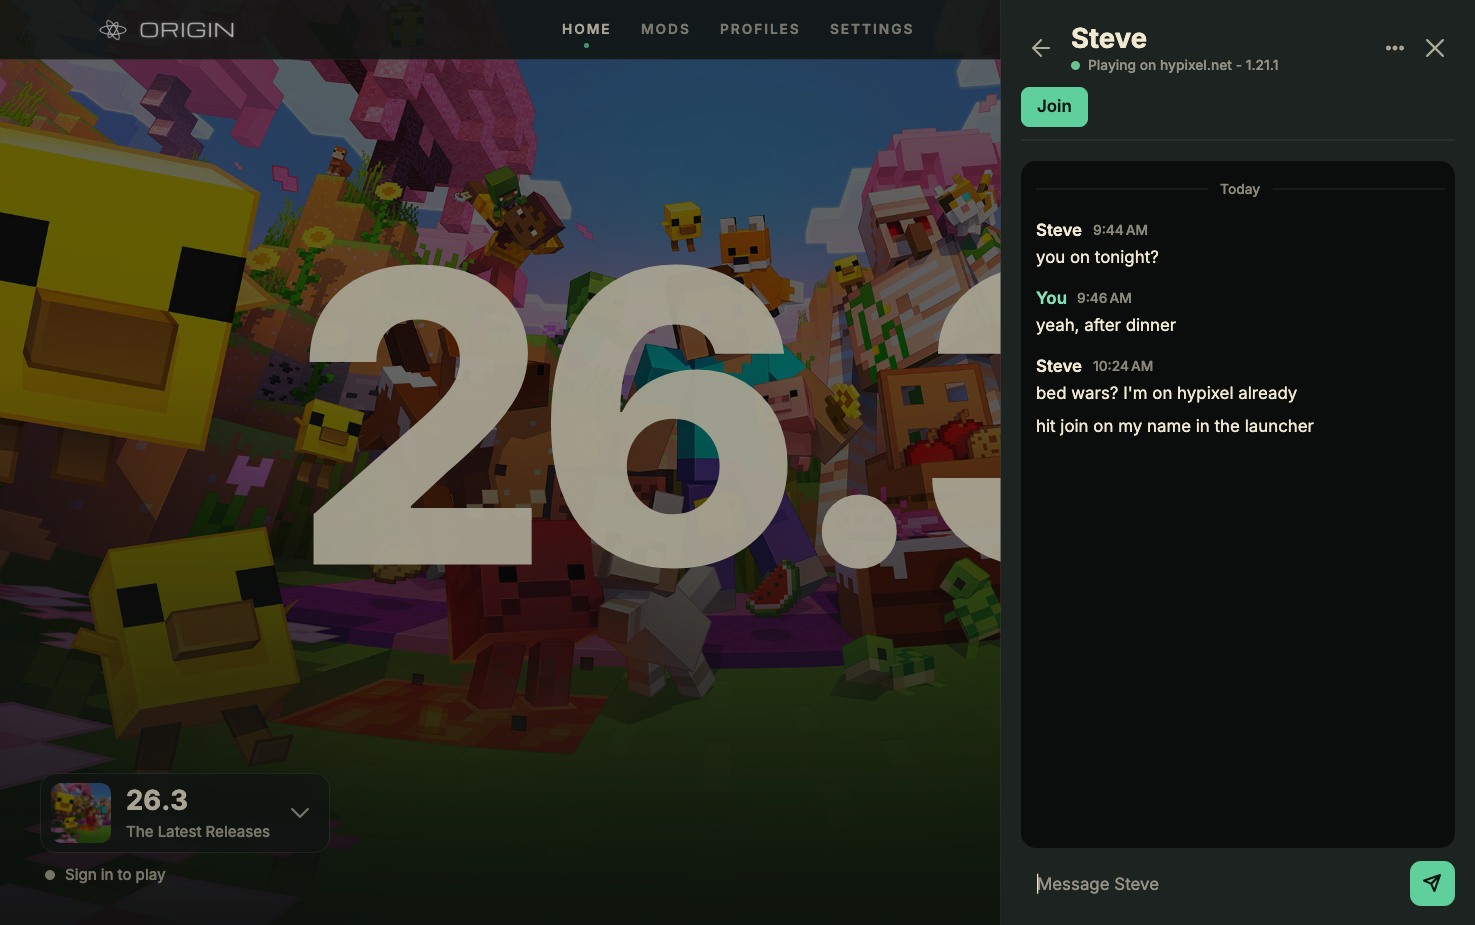 ORIGIN
HOME
MODS
PROFILES
SETTINGS
26.3
26.3
The Latest Releases
Sign in to play
Steve
Playing on hypixel.net - 1.21.1
Join
Today
Steve 9:44 AM
you on tonight?
You 9:46 AM
yeah, after dinner
Steve 10:24 AM
bed wars? I'm on hypixel already
hit join on my name in the launcher
Message Steve